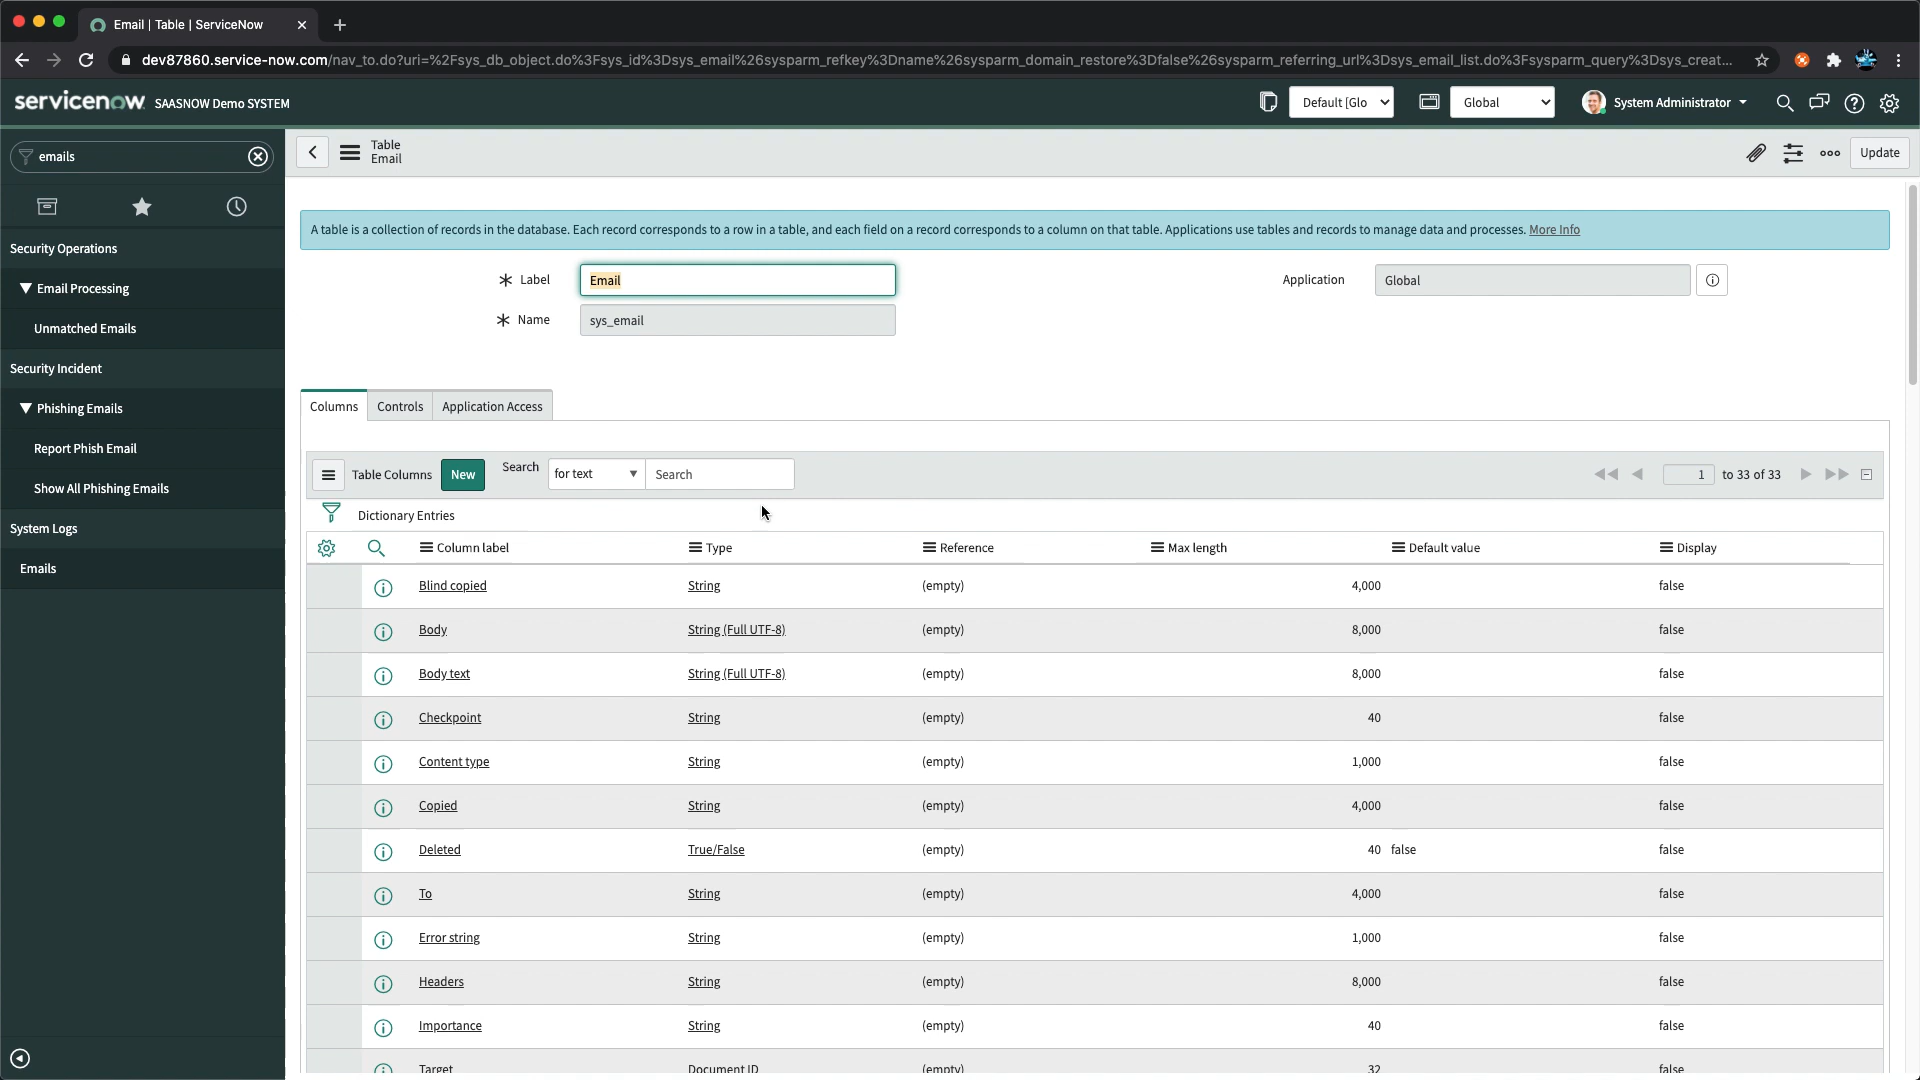 Email | Table | ServiceNow
dev87860.service-now.com/nav_to.do?uri=%2Fsys_db_object.do%3Fsys_id%3Dsys_email%26sysparm_refkey%3Dname%26sysparm_domain_restore%3Dfalse%26sysparm_referring_url%3Dsys_email_list.do%3Fsysparm_query%3Dsys_creat...
servicenow SAASNOW Demo SYSTEM
Default [Glo
Global
System Administrator
emails
Table
Email
Update
Security Operations
Email Processing
Unmatched Emails
Security Incident
Phishing Emails
Report Phish Email
Show All Phishing Emails
System Logs
Emails
A table is a collection of records in the database. Each record corresponds to a row in a table, and each field on a record corresponds to a column on that table. Applications use tables and records to manage data and processes. More Info
Label Email Application Global
Name sys_email
Columns Controls Application Access
Table Columns New Search for text Search 1 to 33 of 33
Dictionary Entries
Column label Type Reference Max length Default value Display
Blind copied String (empty) 4,000 false
Body String (Full UTF-8) (empty) 8,000 false
Body text String (Full UTF-8) (empty) 8,000 false
Checkpoint String (empty) 40 false
Content type String (empty) 1,000 false
Copied String (empty) 4,000 false
Deleted True/False (empty) 40 false false
To String (empty) 4,000 false
Error string String (empty) 1,000 false
Headers String (empty) 8,000 false
Importance String (empty) 40 false
Target Document ID (empty) 32 false